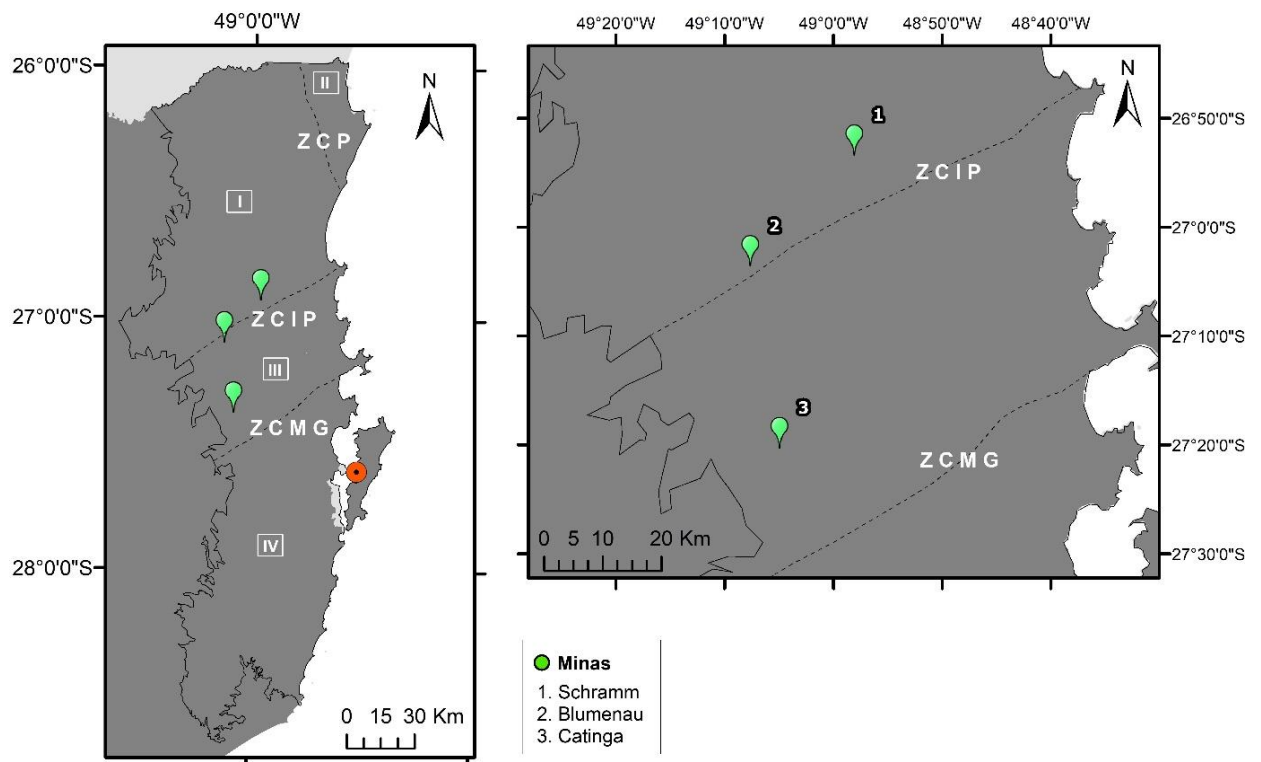 49°0'0"W
26°0'0"S
27°0'0"S
28°0'0"S
N
II
ZCP
I
ZCIP
III
ZCMG
IV
0 15 30 Km
49°20'0"W 49°10'0"W 49°0'0"W 48°50'0"W 48°40'0"W
26°50'0"S
27°0'0"S
27°10'0"S
27°20'0"S
27°30'0"S
N
1
ZCIP
2
3
ZCMG
0 5 10 20 Km
Minas
1. Schramm
2. Blumenau
3. Catinga